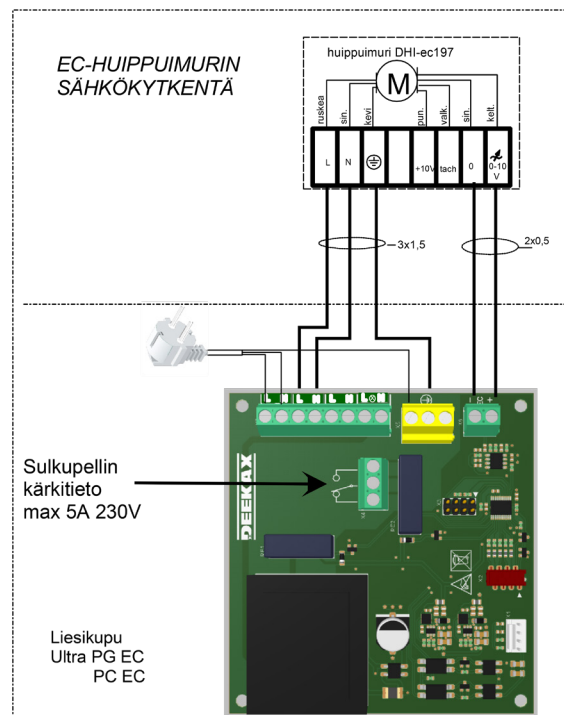 EC-HUIPPUIMURIN
SÄHKÖKYTKENTÄ
huippuimuri DHI-ec197
M
ruskea
sin.
kevi
pun.
valk.
sin.
kelt.
L
N
+10V
tach
0
0-10
V
3x1,5
2x0,5
L N L N L N L N
- DC +
Sulkupellin
kärkitieto
max 5A 230V
DEEKAX
Liesikupu
Ultra PG EC
PC EC